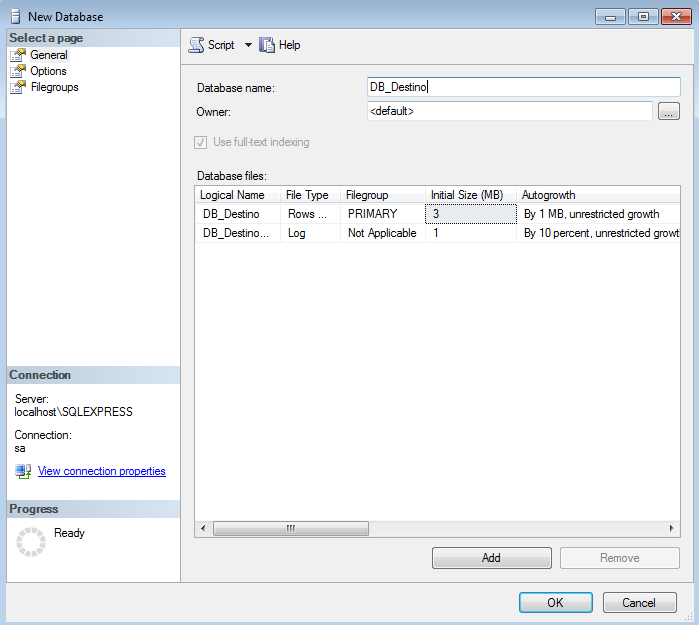 New Database
Select a page
General
Options
Filegroups
Script
Help
Database name:
DB_Destino
Owner:
<default>
...
Use full-text indexing
Database files:
Logical Name File Type Filegroup Initial Size (MB) Autogrowth
DB_Destino Rows ... PRIMARY 3 By 1 MB, unrestricted growth
DB_Destino... Log Not Applicable 1 By 10 percent, unrestricted growt
Connection
Server:
localhost\SQLEXPRESS
Connection:
sa
View connection properties
Progress
Ready
Add
Remove
OK
Cancel